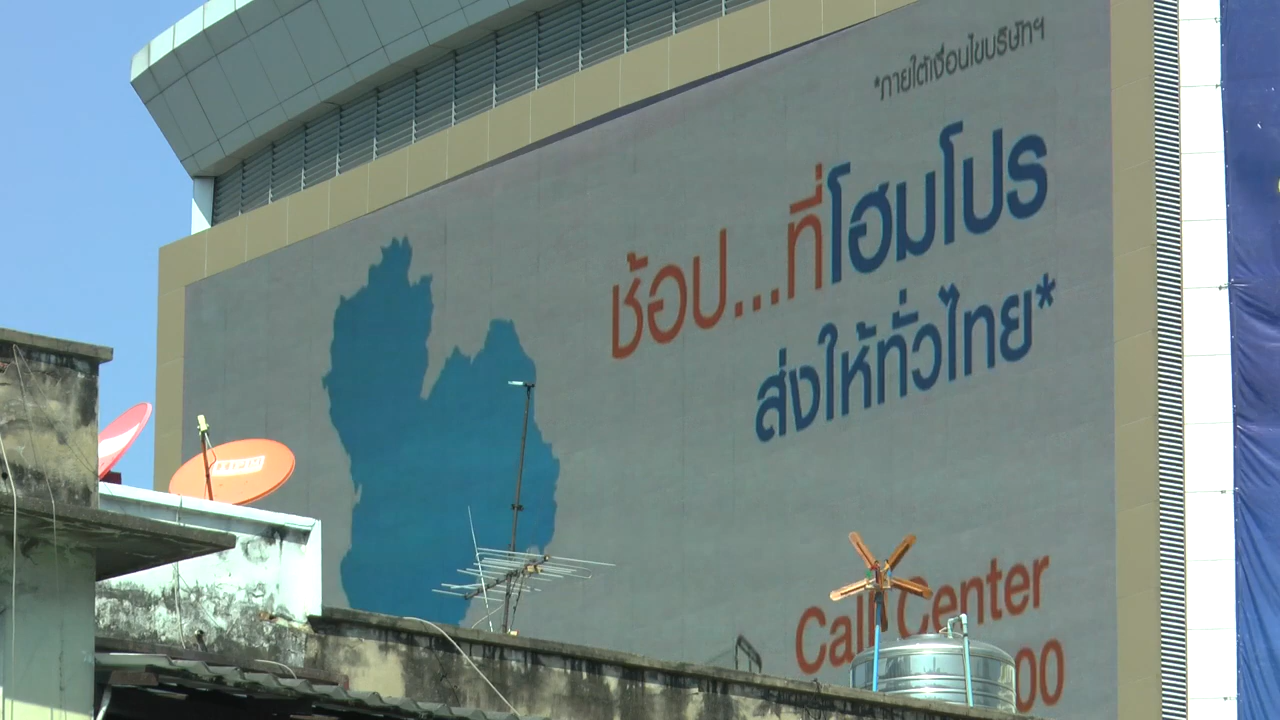 *ภายใต้เงื่อนไขบริษัทฯ
ช้อป...ที่โฮมโปร
ส่งให้ทั่วไทย*
Call Center
00